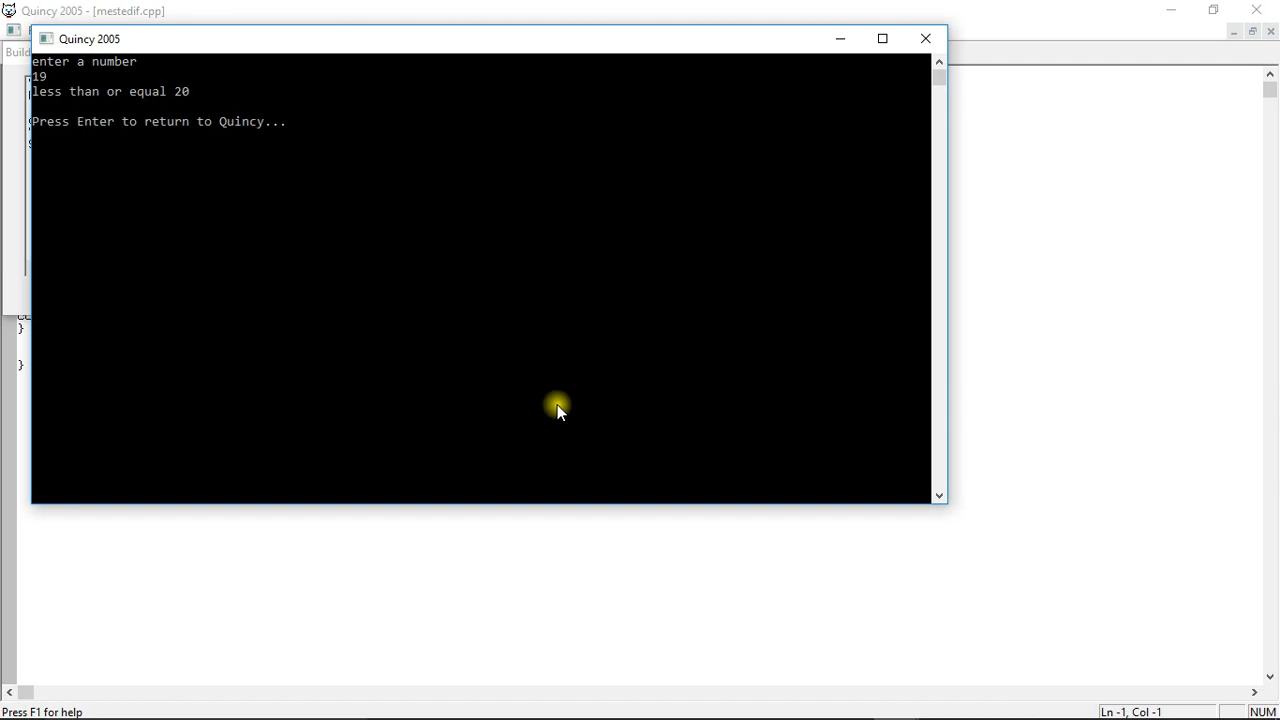 Quincy 2005 - [mestedif.cpp]
Quincy 2005
Build
enter a number
19
less than or equal 20
Press Enter to return to Quincy...
}
}
Press F1 for help
Ln -1, Col -1
NUM